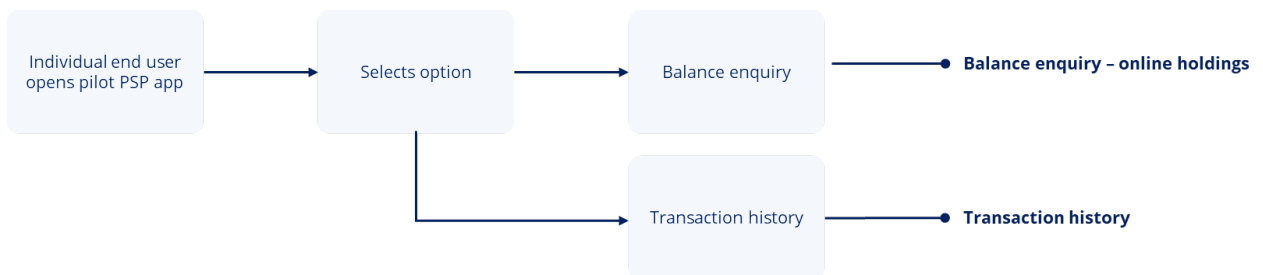 Individual end user
opens pilot PSP app
Selects option
Balance enquiry
Balance enquiry – online holdings
Transaction history
Transaction history